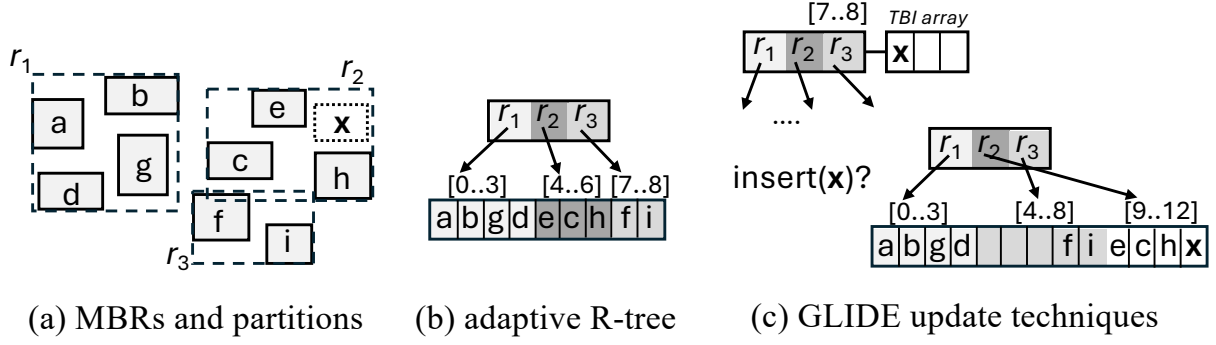 r1
a
b
g
d
r2
e
x
c
h
f
i
r3
(a) MBRs and partitions
r1 r2 r3
[0..3] [4..6] [7..8]
a b g d e c h f i
(b) adaptive R-tree
[7..8] TBI array
r1 r2 r3 x
....
insert(x)?
r1 r2 r3
[0..3] [4..8] [9..12]
a b g d f i e c h x
(c) GLIDE update techniques